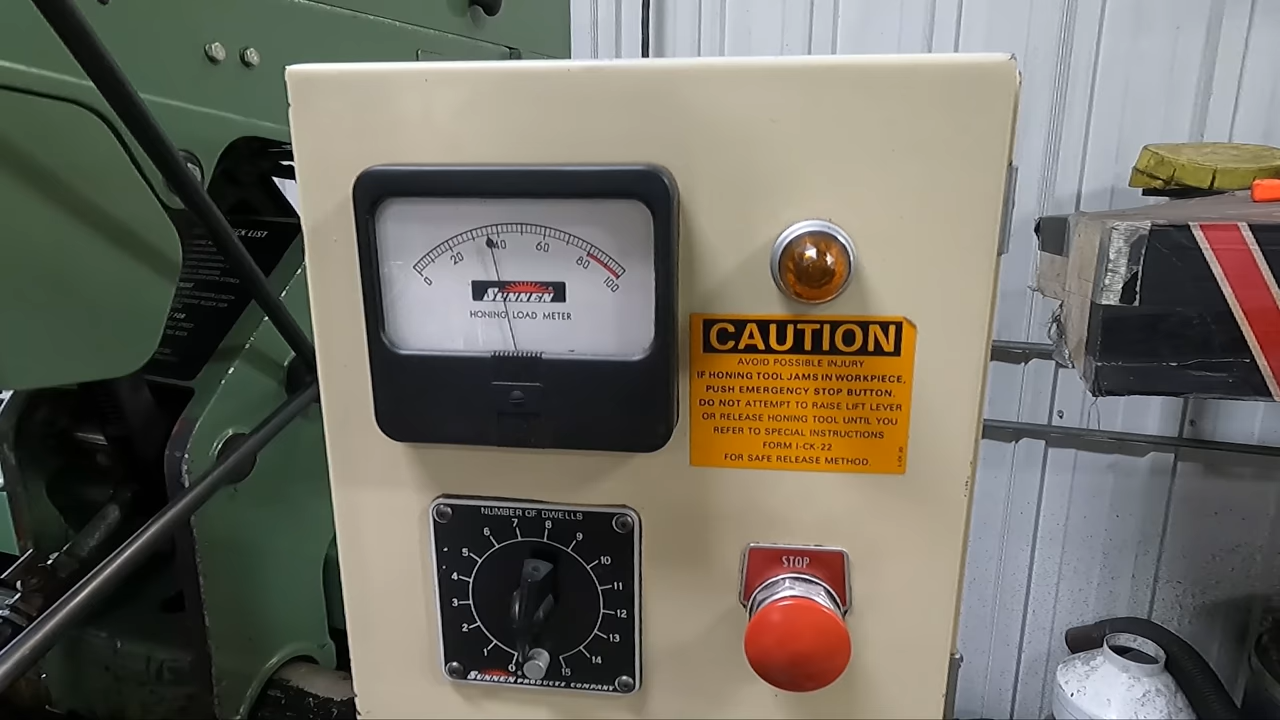 CK LIST
0 20 40 60 80 100
SUNNEN
HONING LOAD METER
CAUTION
AVOID POSSIBLE INJURY
IF HONING TOOL JAMS IN WORKPIECE,
PUSH EMERGENCY STOP BUTTON.
DO NOT ATTEMPT TO RAISE LIFT LEVER
OR RELEASE HONING TOOL UNTIL YOU
REFER TO SPECIAL INSTRUCTIONS
FORM I-CK-22
FOR SAFE RELEASE METHOD.
NUMBER OF DWELLS
0 1 2 3 4 5 6 7 8 9 10 11 12 13 14 15
SUNNEN PRODUCTS COMPANY
STOP